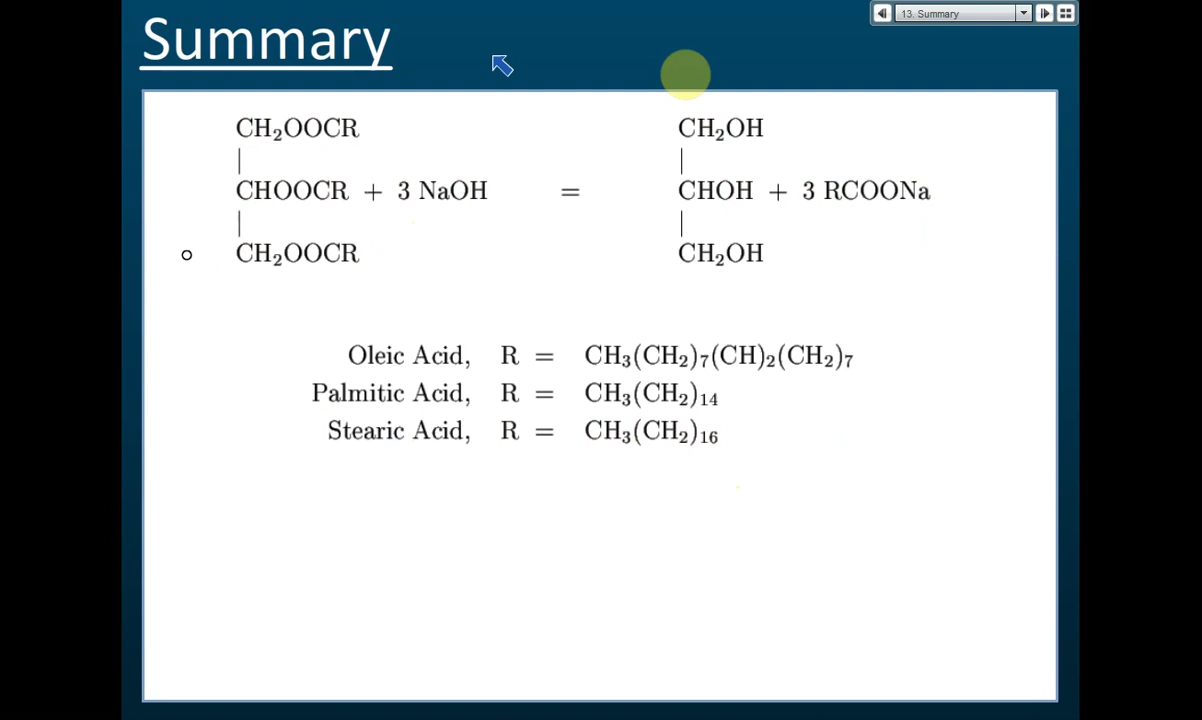 13. Summary
Summary
CH₂OOCR
|
CHOOCR + 3 NaOH
|
CH₂OOCR
=
CH₂OH
|
CHOH + 3 RCOONa
|
CH₂OH
Oleic Acid, R = CH₃(CH₂)₇(CH)₂(CH₂)₇
Palmitic Acid, R = CH₃(CH₂)₁₄
Stearic Acid, R = CH₃(CH₂)₁₆